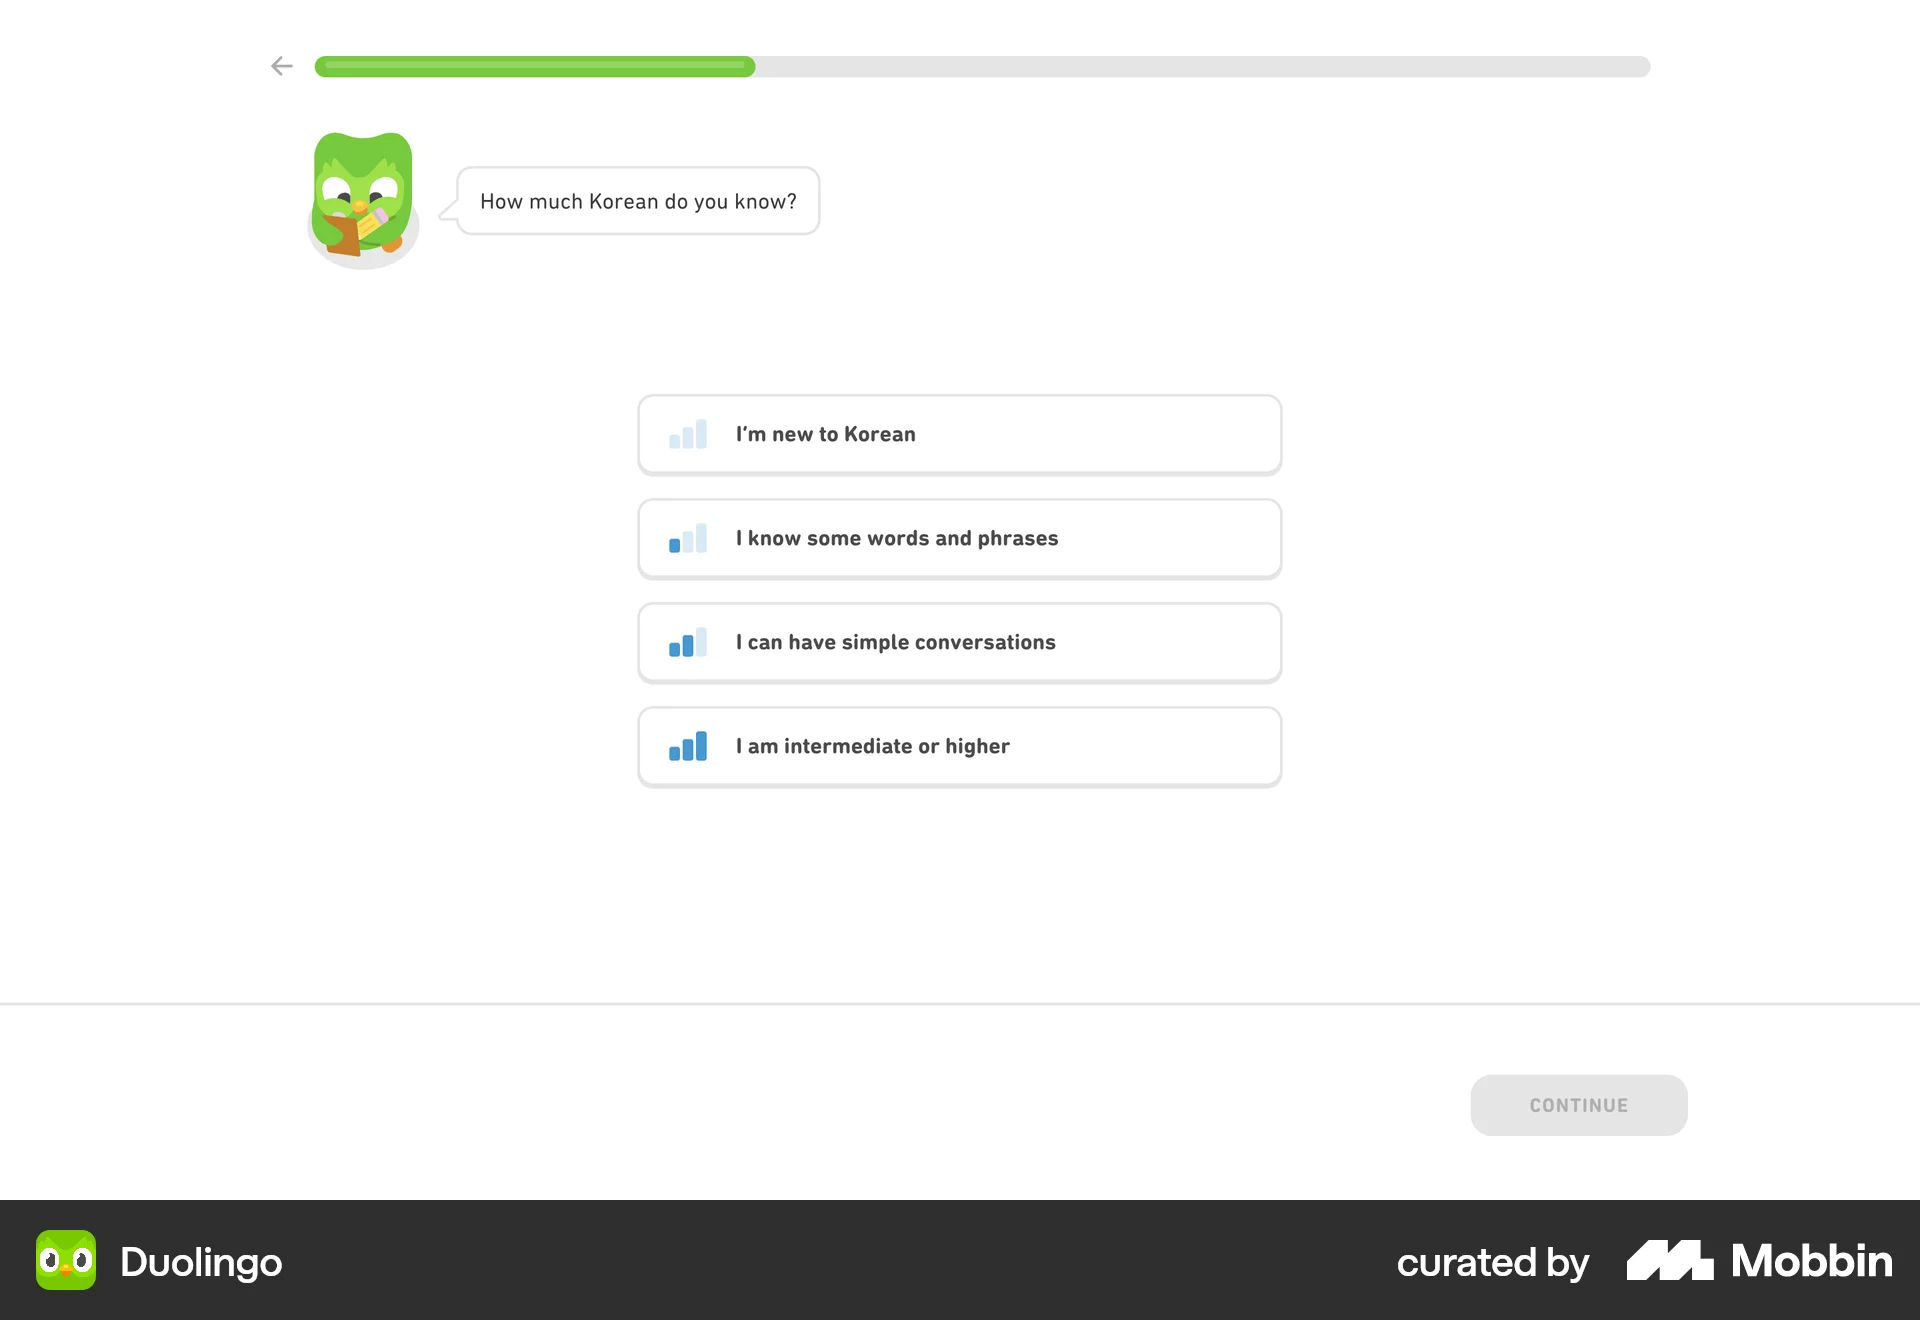 How much Korean do you know?
I'm new to Korean
I know some words and phrases
I can have simple conversations
I am intermediate or higher
CONTINUE
Duolingo
curated by Mobbin